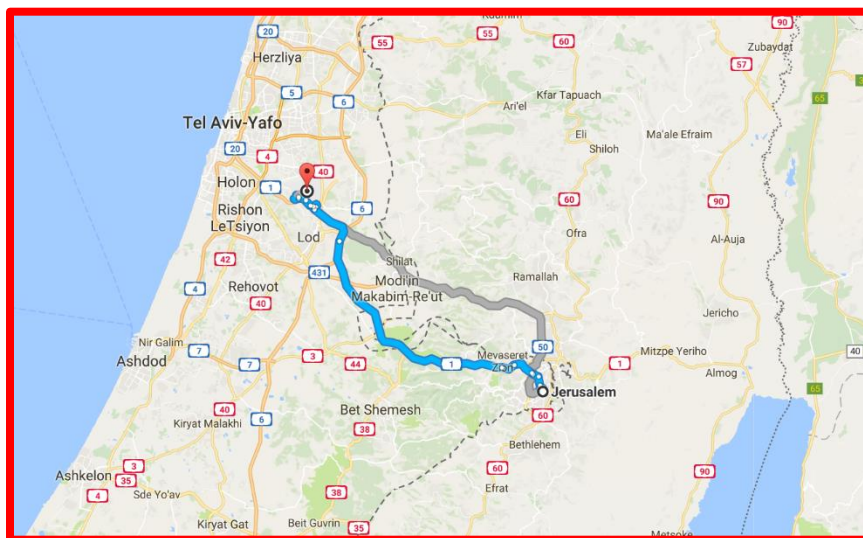 Kadumim
90
20
55
55
60
Zubaydat
Herzliya
57
Kfar Tapuach
5
6
Ari'el
65
Tel Aviv-Yafo
Eli
Ma'ale Efraim
Shiloh
20
4
40
Holon
1
60
90
6
Rishon
LeTsiyon
Ofra
Lod
Al-Auja
42
Shilat
431
Modi'in
Makabim-Re'ut
Ramallah
Rehovot
4
40
Jericho
Nir Galim
50
7
7
3
44
1
Mevaseret
Zion
1
Mitzpe Yeriho
40
Ashdod
Almog
65
Jerusalem
Bet Shemesh
40
6
60
Kiryat Malakhi
38
Bethlehem
Ashkelon
3
35
60
90
4
Sde Yo'av
Efrat
38
Kiryat Gat
Beit Guvrin
35
Metsoke